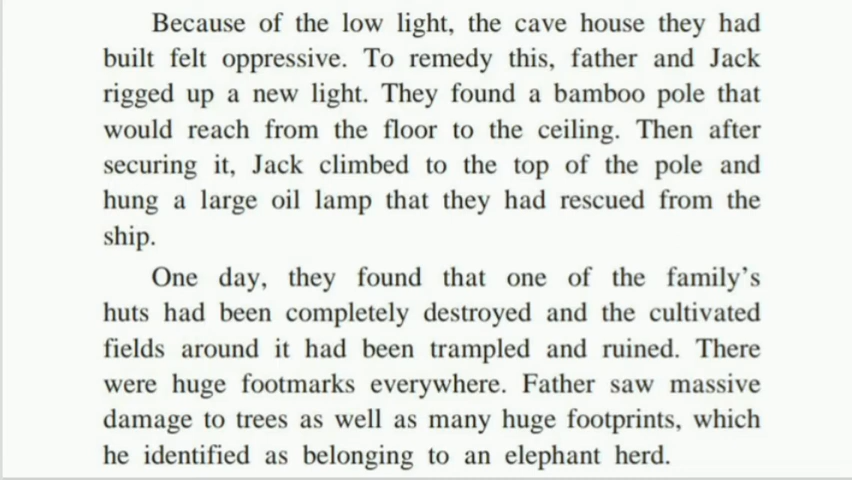 Because of the low light, the cave house they had
built felt oppressive. To remedy this, father and Jack
rigged up a new light. They found a bamboo pole that
would reach from the floor to the ceiling. Then after
securing it, Jack climbed to the top of the pole and
hung a large oil lamp that they had rescued from the
ship.
One day, they found that one of the family’s
huts had been completely destroyed and the cultivated
fields around it had been trampled and ruined. There
were huge footmarks everywhere. Father saw massive
damage to trees as well as many huge footprints, which
he identified as belonging to an elephant herd.